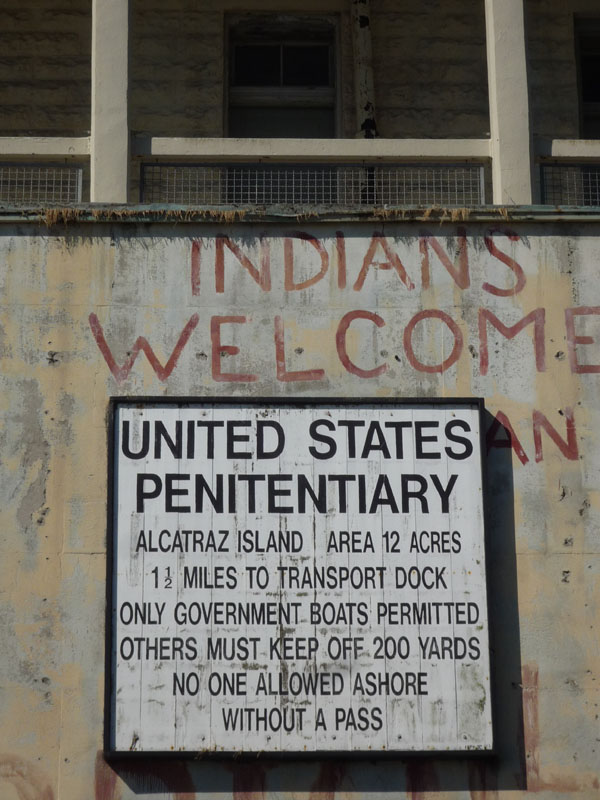 INDIANS
WELCOME
AN
UNITED STATES
PENITENTIARY
ALCATRAZ ISLAND AREA 12 ACRES
1½ MILES TO TRANSPORT DOCK
ONLY GOVERNMENT BOATS PERMITTED
OTHERS MUST KEEP OFF 200 YARDS
NO ONE ALLOWED ASHORE
WITHOUT A PASS